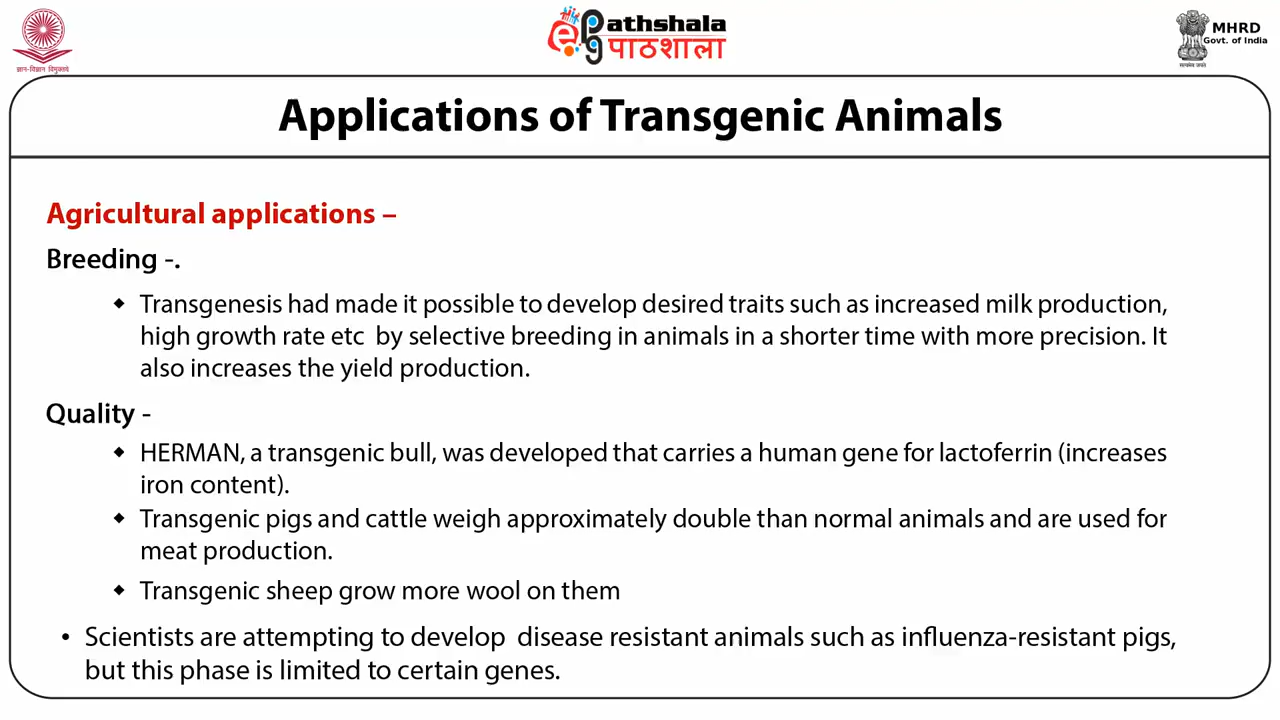 ज्ञान-विज्ञान विमुक्तये
ePathshala
पाठशाला
MHRD
Govt. of India
सत्यमेव जयते
Applications of Transgenic Animals
Agricultural applications –
Breeding -.
Transgenesis had made it possible to develop desired traits such as increased milk production,
high growth rate etc by selective breeding in animals in a shorter time with more precision. It
also increases the yield production.
Quality -
HERMAN, a transgenic bull, was developed that carries a human gene for lactoferrin (increases
iron content).
Transgenic pigs and cattle weigh approximately double than normal animals and are used for
meat production.
Transgenic sheep grow more wool on them
• Scientists are attempting to develop disease resistant animals such as influenza-resistant pigs,
but this phase is limited to certain genes.